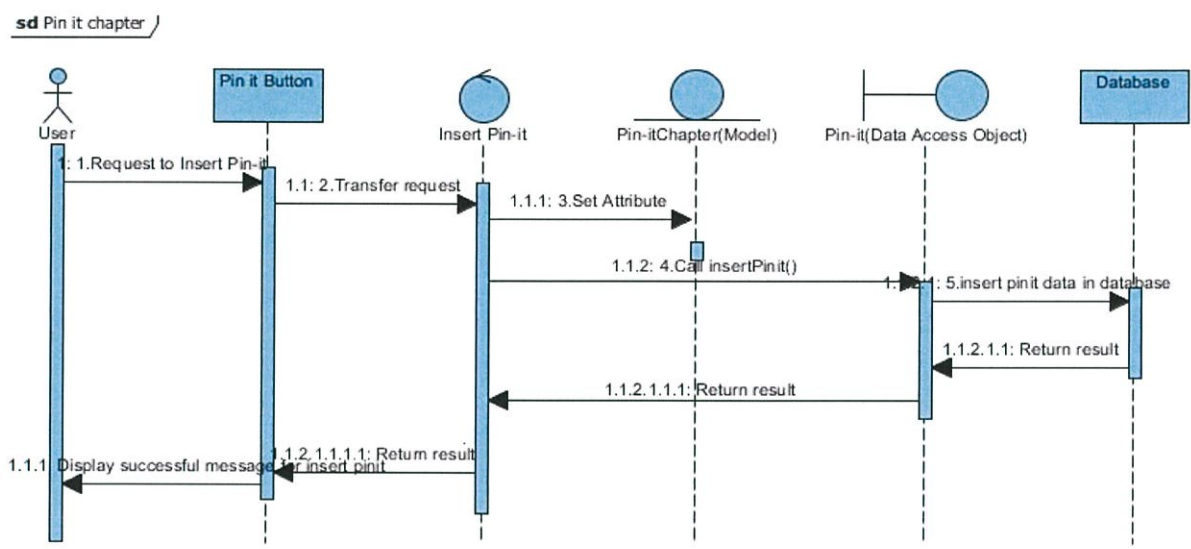 sd Pin it chapter
Pin it Button
Database
User
Insert Pin-it
Pin-itChapter(Model)
Pin-it(Data Access Object)
1: 1.Request to Insert Pin-it
1.1: 2.Transfer request
1.1.1: 3.Set Attribute
1.1.2: 4.Call insertPinit()
1.1.2.1: 5.insert pinit data in database
1.1.2.1.1: Return result
1.1.2.1.1.1: Return result
1.1.2.1.1.1.1: Return result
1.1.1: Display successful message for insert pinit